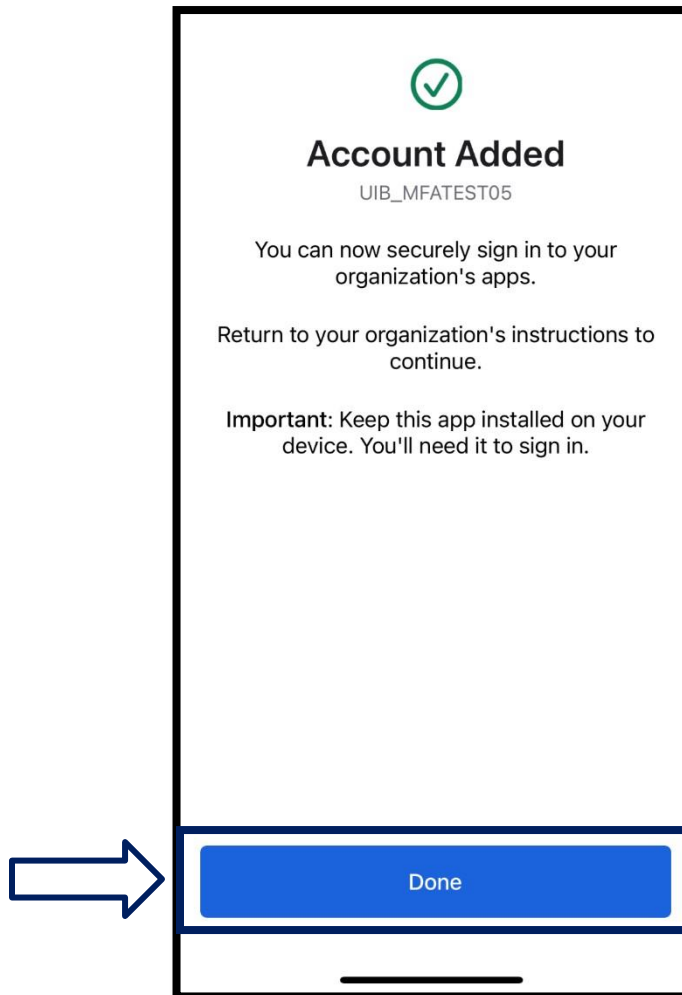 Account Added
UIB_MFATEST05
You can now securely sign in to your
organization's apps.
Return to your organization's instructions to
continue.
Important: Keep this app installed on your
device. You'll need it to sign in.
Done